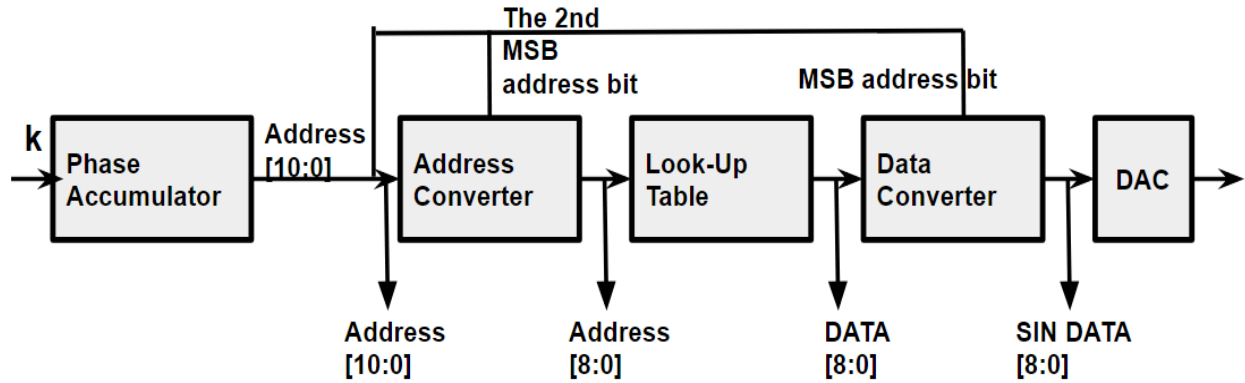 The 2nd
MSB
address bit
MSB address bit
k
Phase
Accumulator
Address
[10:0]
Address
Converter
Look-Up
Table
Data
Converter
DAC
Address
[10:0]
Address
[8:0]
DATA
[8:0]
SIN DATA
[8:0]